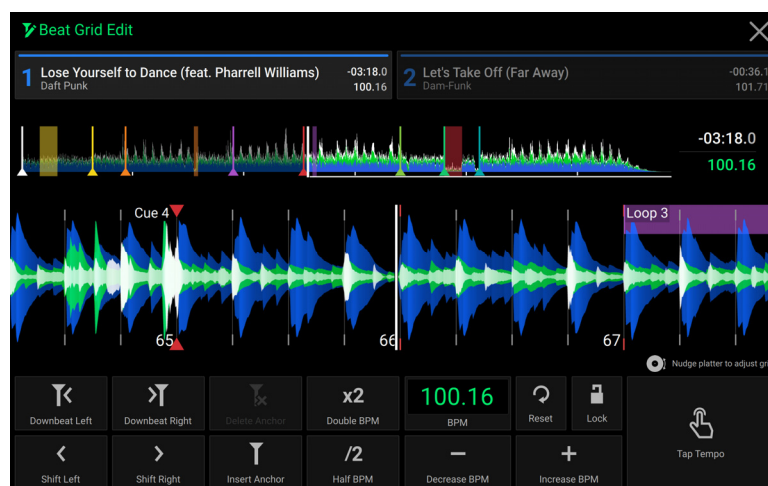 Beat Grid Edit
1 Lose Yourself to Dance (feat. Pharrell Williams) -03:18.0
Daft Punk 100.16
2 Let's Take Off (Far Away) -00:36.1
Dam-Funk 101.71
-03:18.0
100.16
Cue 4
Loop 3
65
66
67
Nudge platter to adjust gri
Downbeat Left
Downbeat Right
Delete Anchor
x2
Double BPM
100.16
BPM
Reset
Lock
Tap Tempo
Shift Left
Shift Right
Insert Anchor
/2
Half BPM
Decrease BPM
Increase BPM